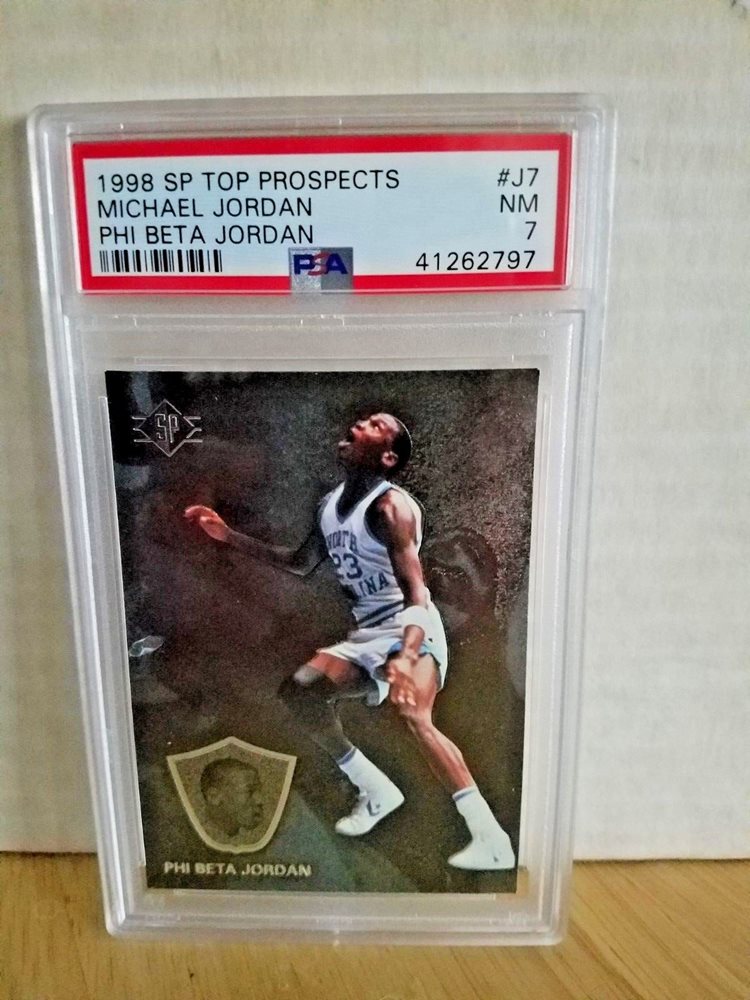 1998 SP TOP PROSPECTS #J7
MICHAEL JORDAN NM
PHI BETA JORDAN 7
PSA 41262797
SP
NORTH
23
PHI BETA JORDAN